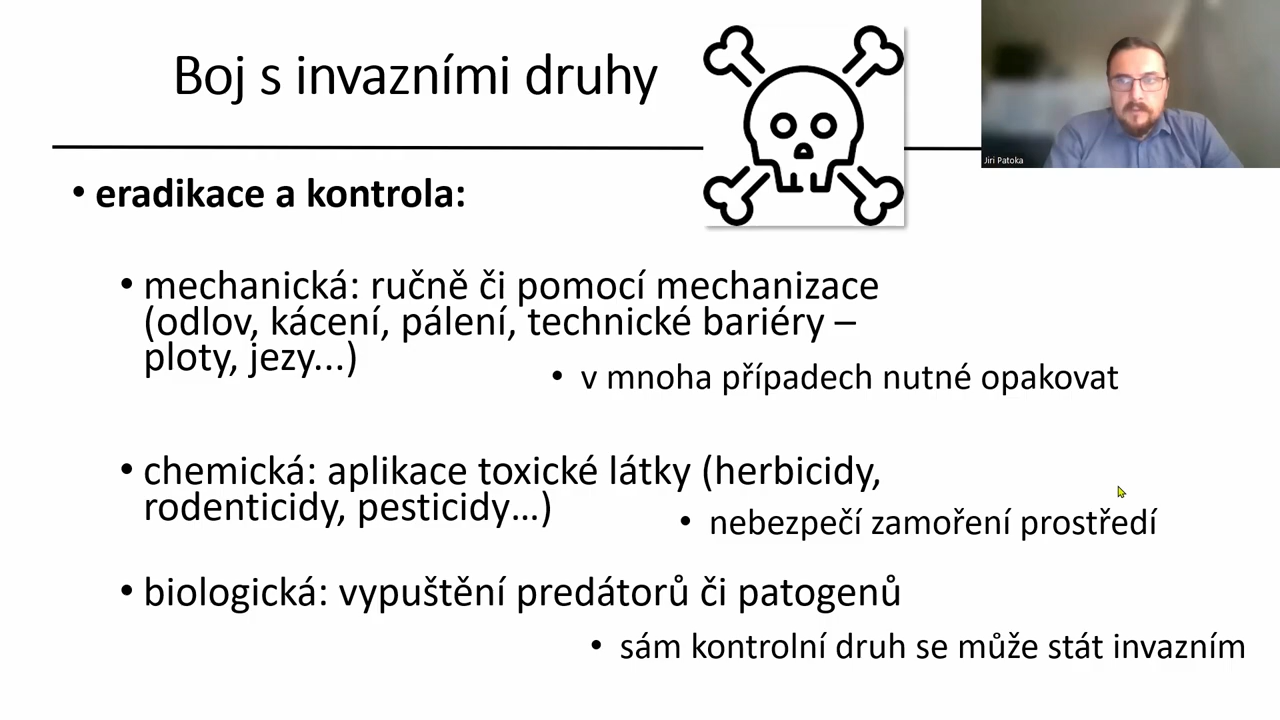 Boj s invazními druhy
Jiri Patoka
• eradikace a kontrola:
• mechanická: ručně či pomocí mechanizace
(odlov, kácení, pálení, technické bariéry –
ploty, jezy...)
• v mnoha případech nutné opakovat
• chemická: aplikace toxické látky (herbicidy,
rodenticidy, pesticidy…)
• nebezpečí zamoření prostředí
• biologická: vypuštění predátorů či patogenů
• sám kontrolní druh se může stát invazním